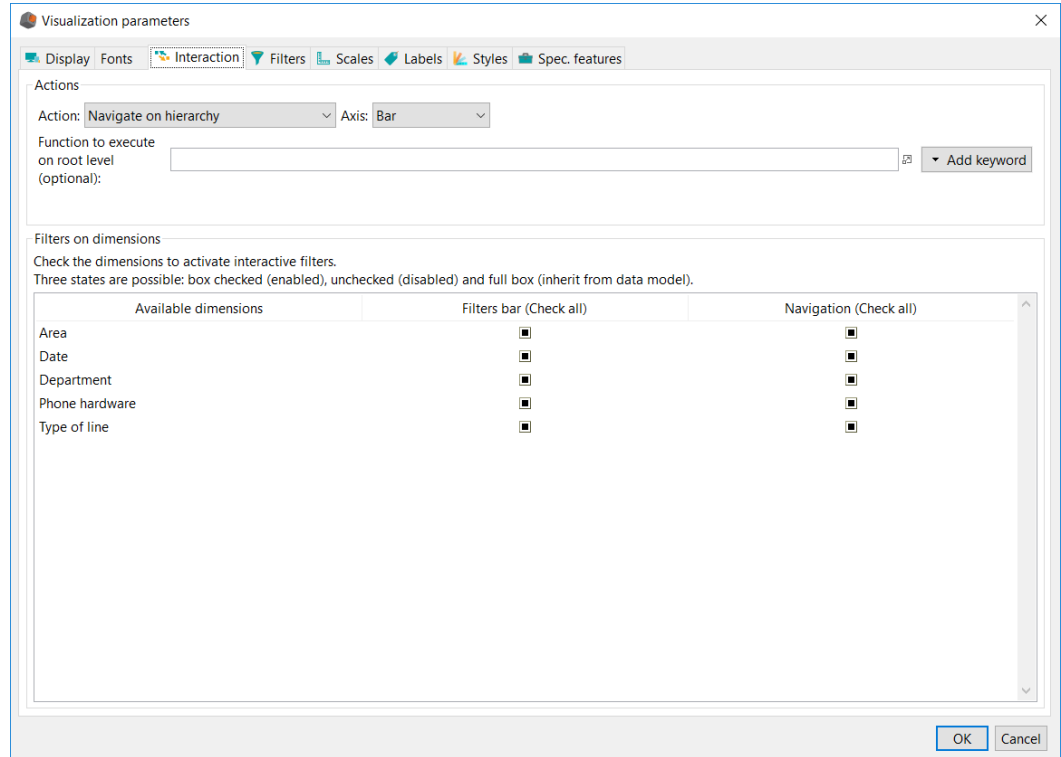 Visualization parameters
Display Fonts Interaction Filters Scales Labels Styles Spec. features
Actions
Action: Navigate on hierarchy Axis: Bar
Function to execute
on root level
(optional):
Add keyword
Filters on dimensions
Check the dimensions to activate interactive filters.
Three states are possible: box checked (enabled), unchecked (disabled) and full box (inherit from data model).
Available dimensions Filters bar (Check all) Navigation (Check all)
Area
Date
Department
Phone hardware
Type of line
OK Cancel